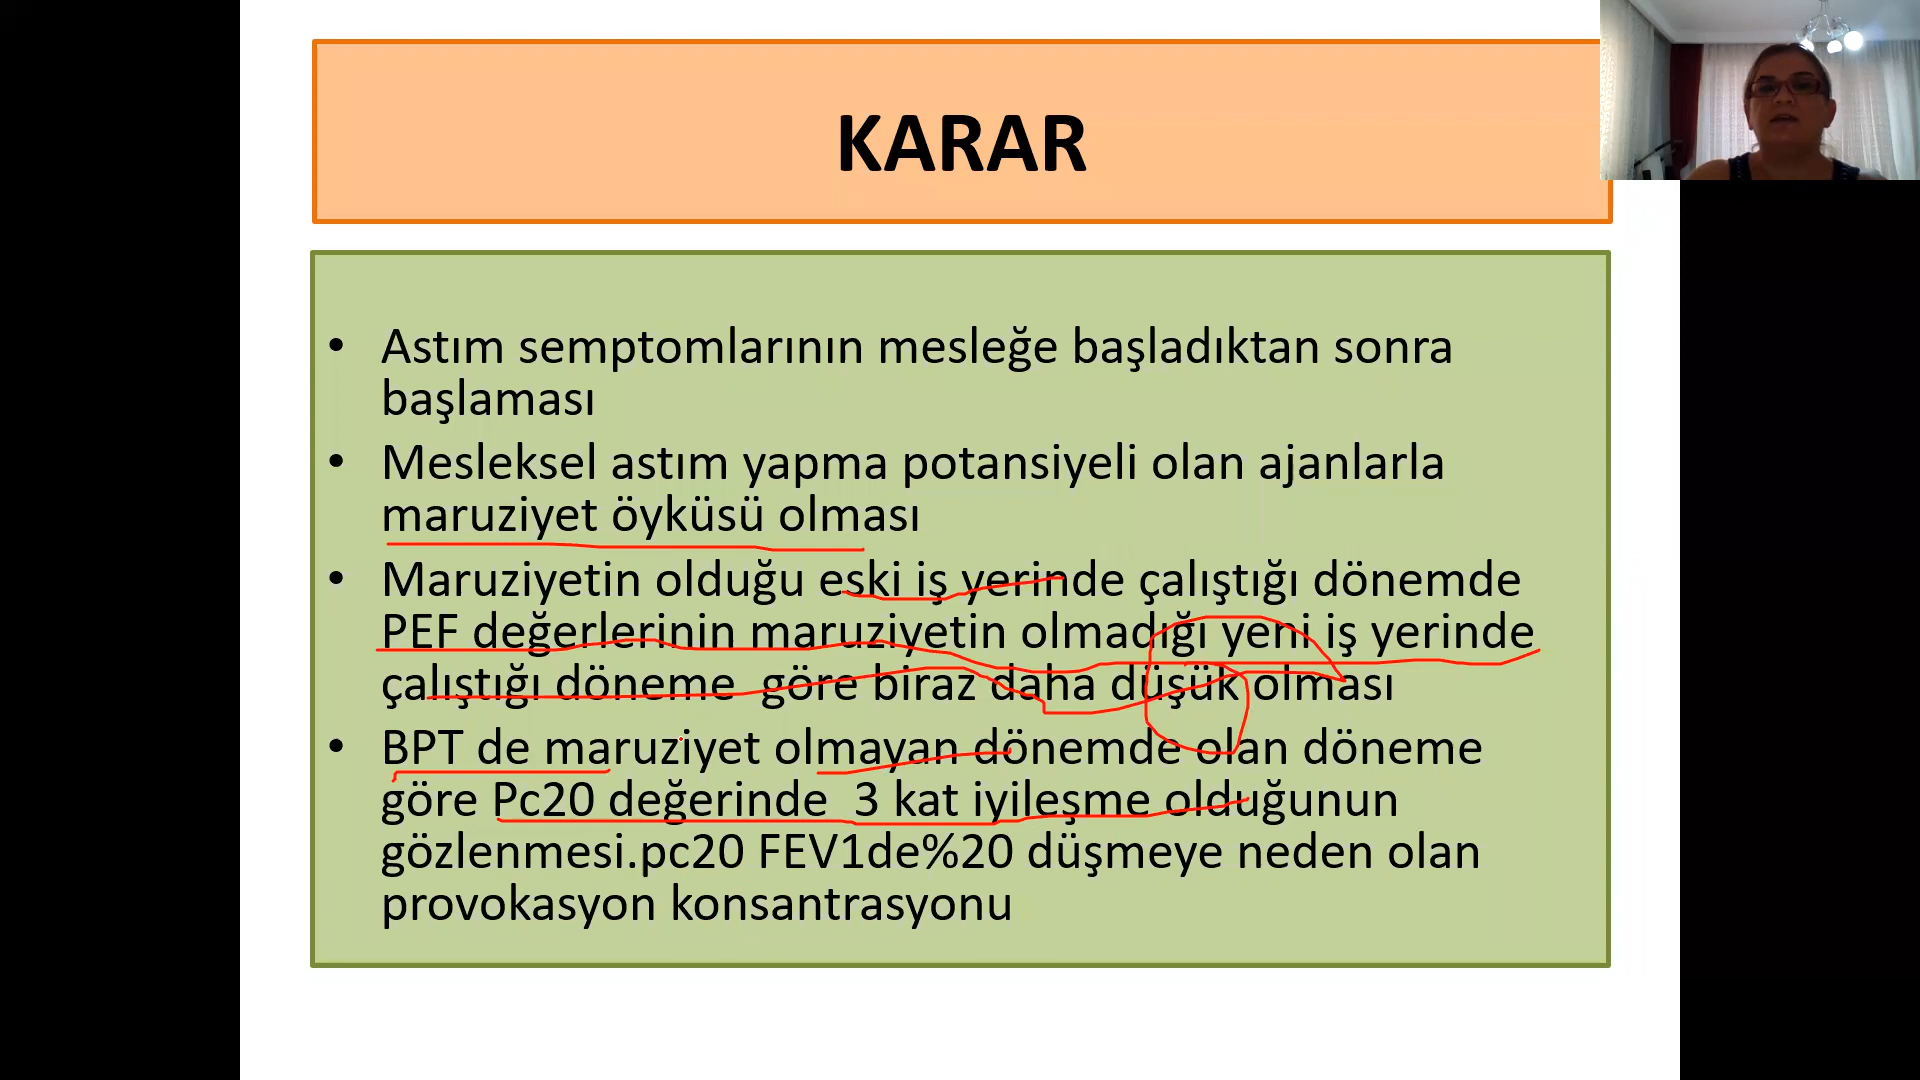 KARAR
• Astım semptomlarının mesleğe başladıktan sonra
başlaması
• Mesleksel astım yapma potansiyeli olan ajanlarla
maruziyet öyküsü olması
• Maruziyetin olduğu eski iş yerinde çalıştığı dönemde
PEF değerlerinin maruziyetin olmadığı yeni iş yerinde
çalıştığı döneme  göre biraz daha düşük olması
• BPT de maruziyet olmayan dönemde olan döneme
göre Pc20 değerinde  3 kat iyileşme olduğunun
gözlenmesi.pc20 FEV1de%20 düşmeye neden olan
provokasyon konsantrasyonu